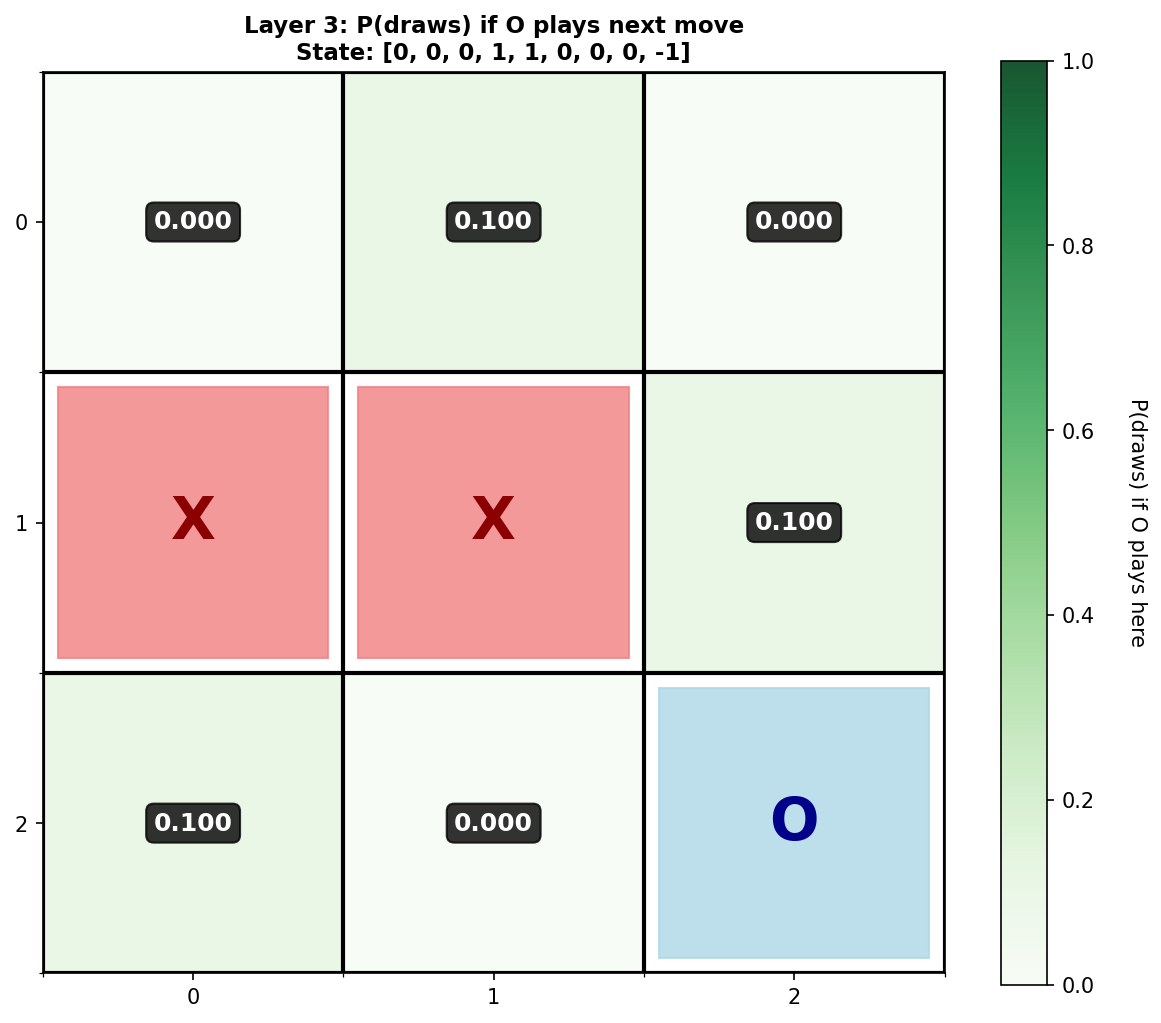 Layer 3: P(draws) if O plays next move
State: [0, 0, 0, 1, 1, 0, 0, 0, -1]
0.000 0.100 0.000
X X 0.100
0.100 0.000 O
0
1
2
0 1 2
1.0
0.8
0.6
0.4
0.2
0.0
P(draws) if O plays here